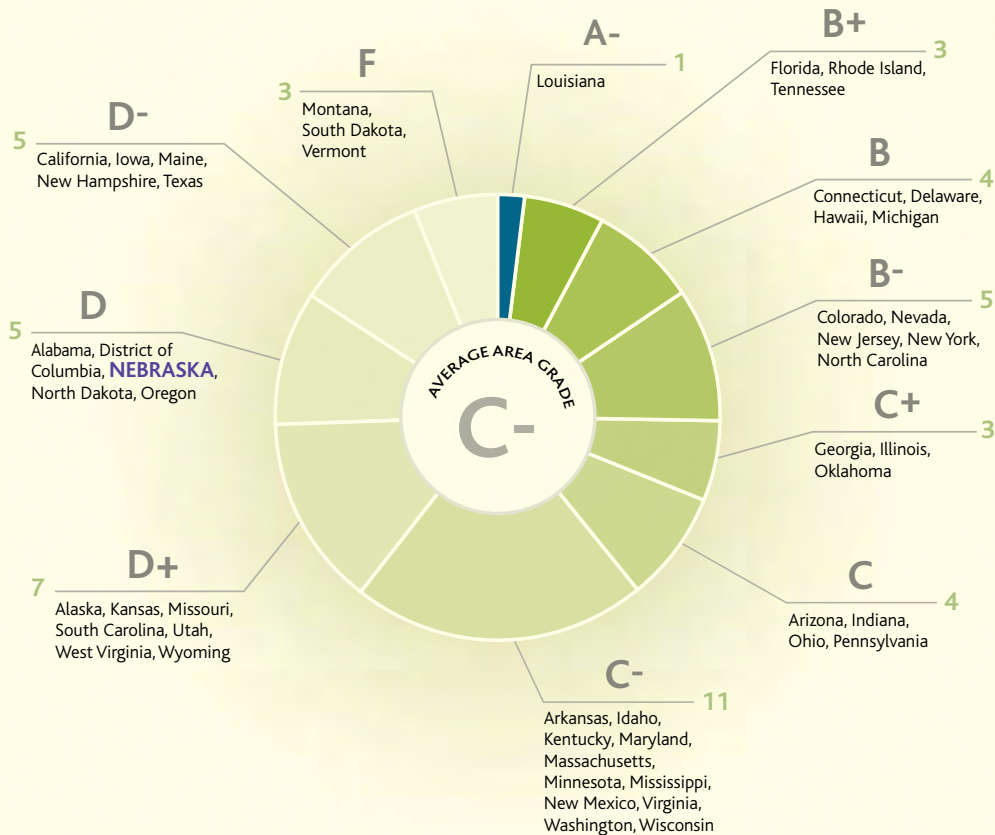 A-
1
Louisiana
B+
3
Florida, Rhode Island,
Tennessee
B
4
Connecticut, Delaware,
Hawaii, Michigan
B-
5
Colorado, Nevada,
New Jersey, New York,
North Carolina
C+
3
Georgia, Illinois,
Oklahoma
C
4
Arizona, Indiana,
Ohio, Pennsylvania
C-
11
Arkansas, Idaho,
Kentucky, Maryland,
Massachusetts,
Minnesota, Mississippi,
New Mexico, Virginia,
Washington, Wisconsin
D+
7
Alaska, Kansas, Missouri,
South Carolina, Utah,
West Virginia, Wyoming
D
5
Alabama, District of
Columbia, NEBRASKA,
North Dakota, Oregon
D-
5
California, Iowa, Maine,
New Hampshire, Texas
F
3
Montana,
South Dakota,
Vermont
AVERAGE AREA GRADE
C-